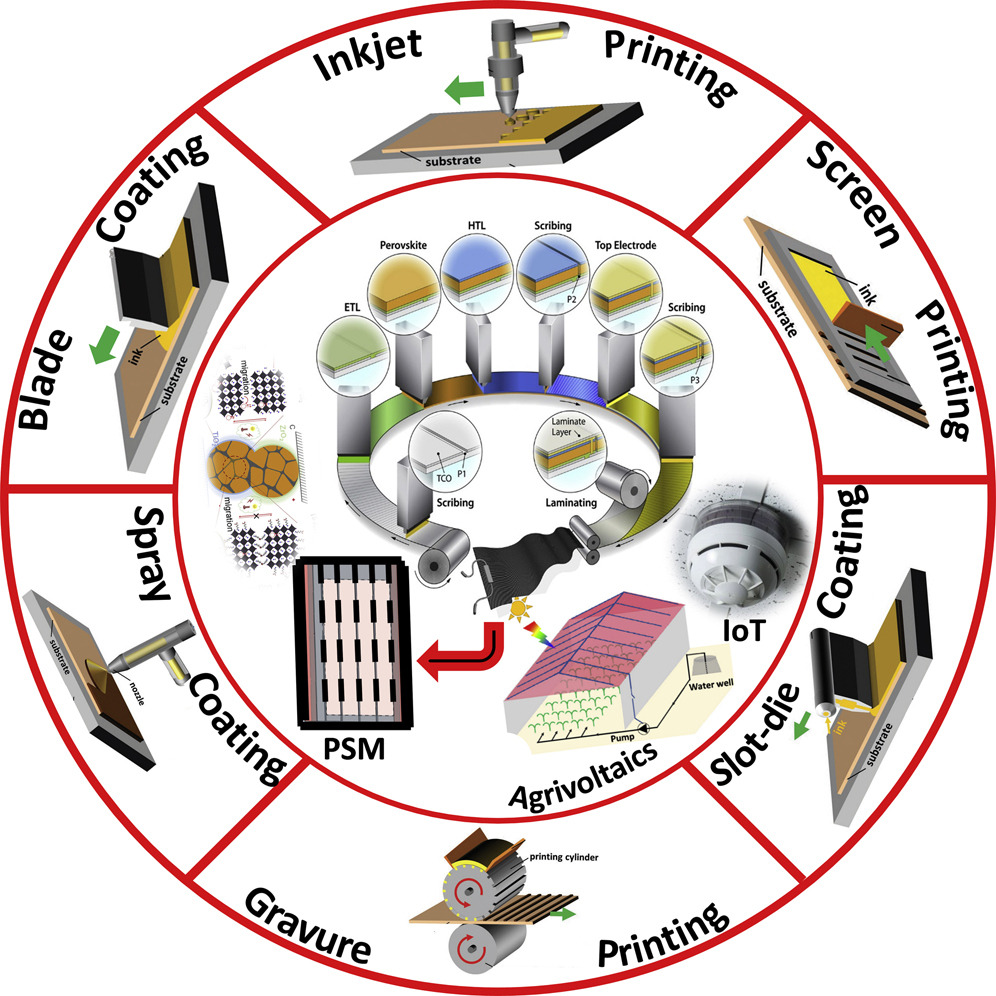 Inkjet Printing
substrate
Screen Printing
ink
substrate
Slot-die Coating
ink
substrate
Gravure Printing
printing cylinder
Spray Coating
substrate
nozzle
Blade Coating
ink
substrate
ETL
Perovskite
HTL
Scribing
P2
Top Electrode
Scribing
P3
TCO
P1
Scribing
Laminate
Layer
Laminating
migration
TiO₂
ZrO₂
C
migration
PSM
IoT
Water well
Pump
Agrivoltaics